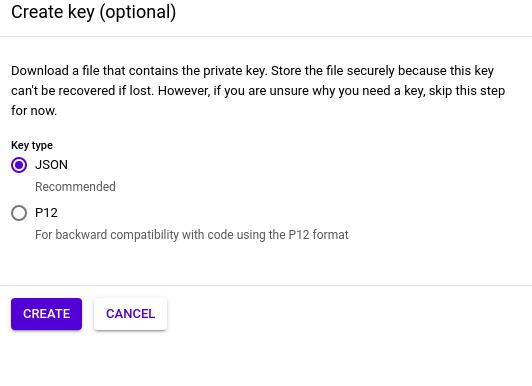 Create key (optional)
Download a file that contains the private key. Store the file securely because this key
can't be recovered if lost. However, if you are unsure why you need a key, skip this step
for now.
Key type
JSON
Recommended
P12
For backward compatibility with code using the P12 format
CREATE CANCEL